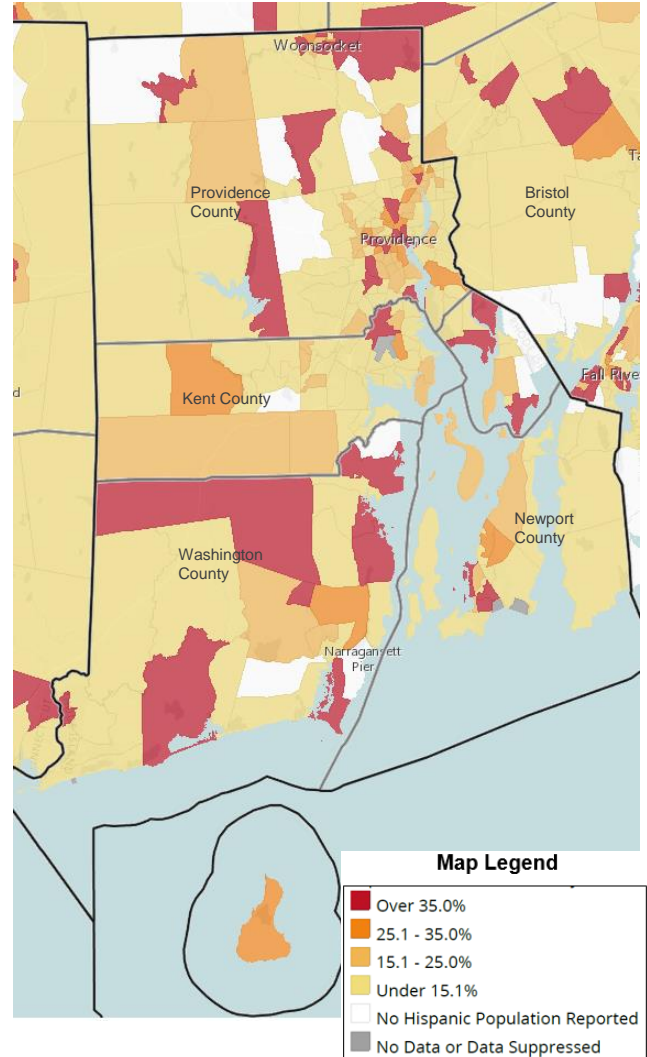 Woonsocket
Providence
County
Bristol
County
Ta
Providence
Fall Rive
d
Kent County
Newport
County
Washington
County
Narragansett
Pier
Map Legend
Over 35.0%
25.1 - 35.0%
15.1 - 25.0%
Under 15.1%
No Hispanic Population Reported
No Data or Data Suppressed